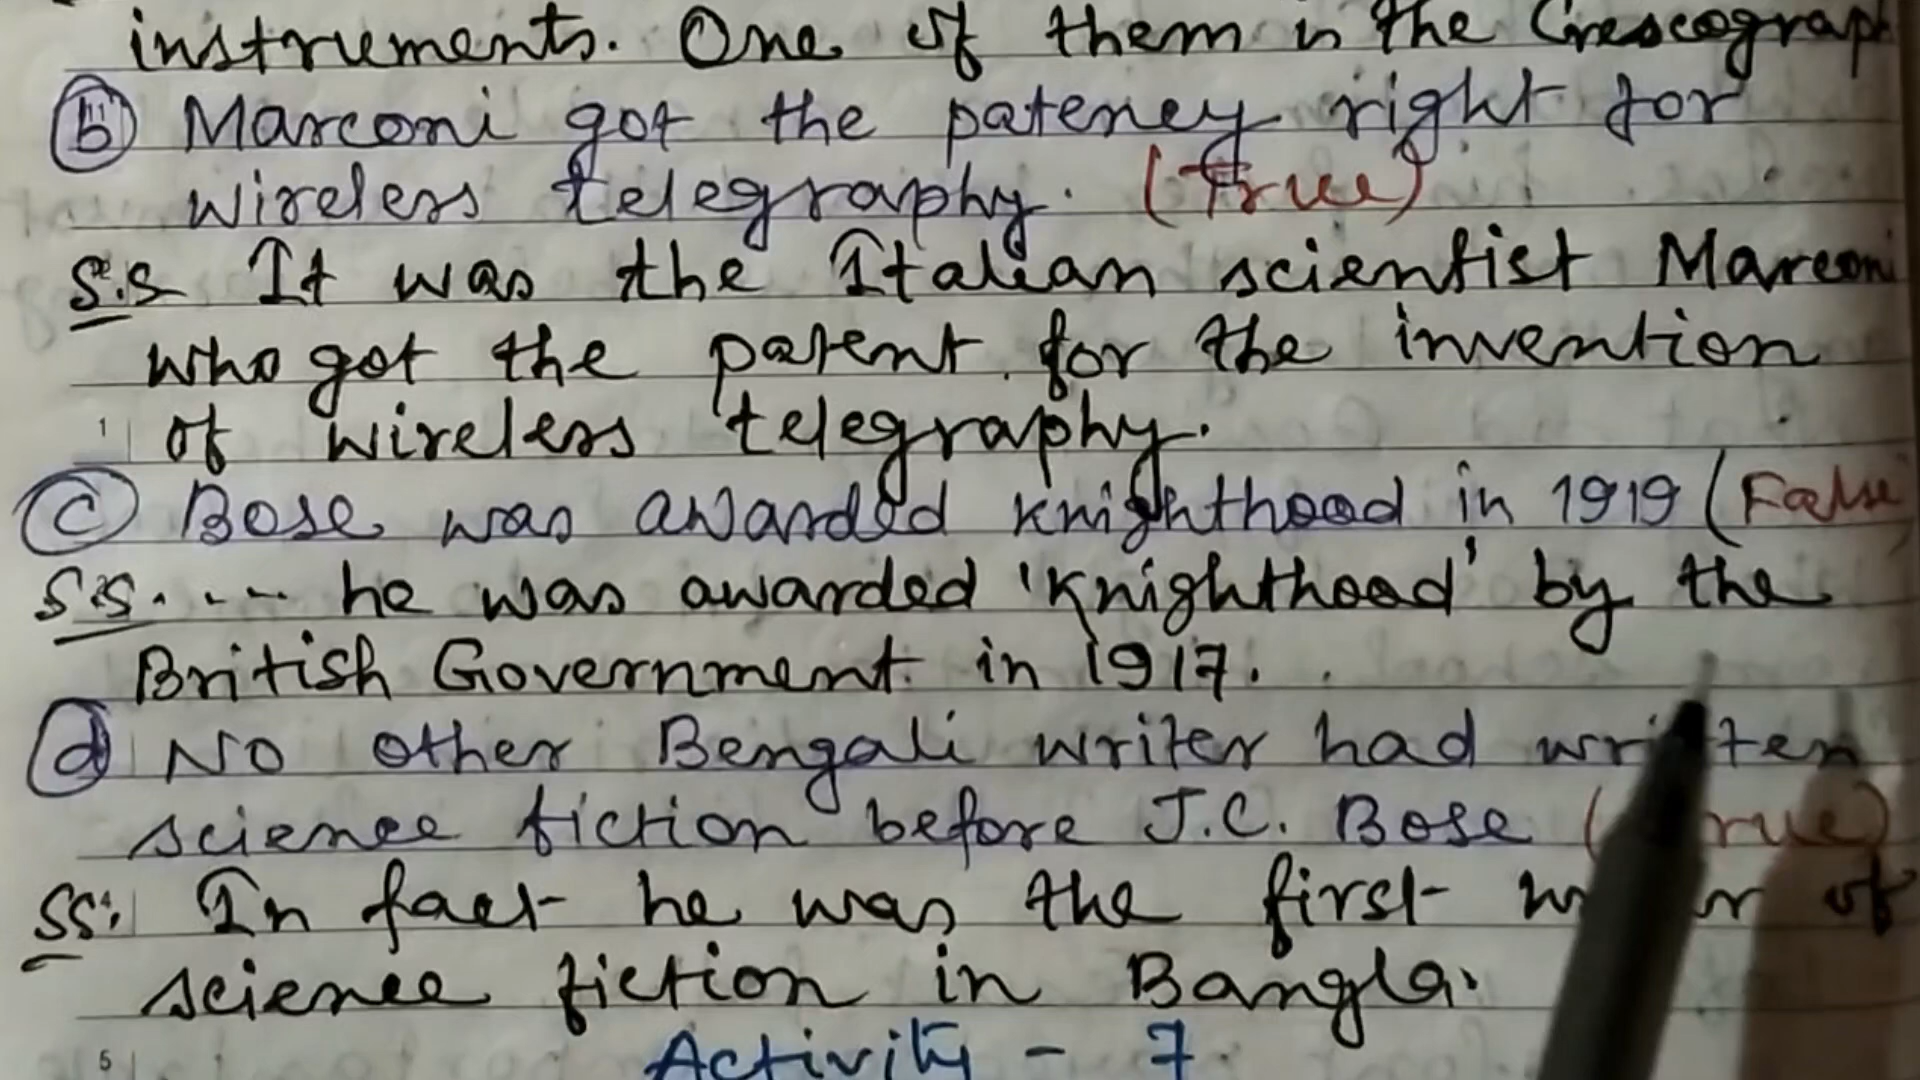 instruments. One of them is the Crescograph
(b) Marconi got the pateney right for
wireless telegraphy. (True)
S.S It was the Italian scientist Marconi
who got the patent for the invention
1 of wireless telegraphy.
(c) Bose was awarded knighthood in 1919 (False)
S.S. ... he was awarded 'Knighthood' by the
British Government in 1917.
(d) No other Bengali writer had written
science fiction before J.C. Bose (True)
SS: In fact he was the first of
science fiction in Bangla.
5 Activity - 7